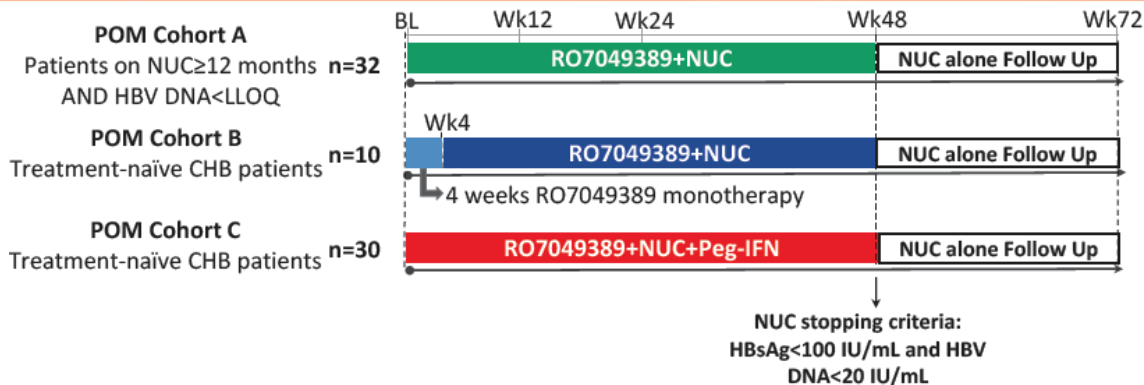 BL Wk12 Wk24 Wk48 Wk72
POM Cohort A
Patients on NUC≥12 months n=32
AND HBV DNA<LLOQ
RO7049389+NUC
NUC alone Follow Up
Wk4
POM Cohort B
Treatment-naïve CHB patients n=10
RO7049389+NUC
NUC alone Follow Up
4 weeks RO7049389 monotherapy
POM Cohort C
Treatment-naïve CHB patients n=30
RO7049389+NUC+Peg-IFN
NUC alone Follow Up
NUC stopping criteria:
HBsAg<100 IU/mL and HBV
DNA<20 IU/mL